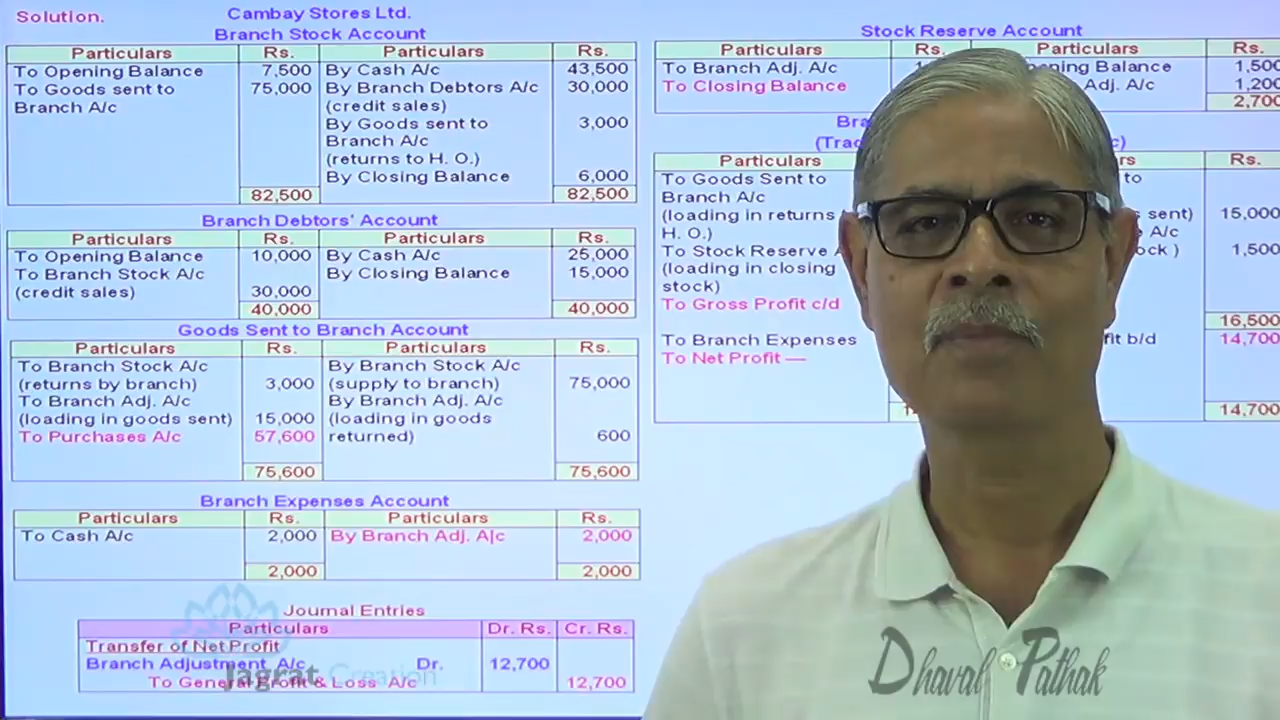 Solution.
Cambay Stores Ltd.
Branch Stock Account
Particulars Rs. Particulars Rs.
To Opening Balance 7,500 By Cash A/c 43,500
To Goods sent to 75,000 By Branch Debtors A/c 30,000
Branch A/c (credit sales)
By Goods sent to 3,000
Branch A/c
(returns to H. O.)
By Closing Balance 6,000
82,500 82,500
Branch Debtors' Account
Particulars Rs. Particulars Rs.
To Opening Balance 10,000 By Cash A/c 25,000
To Branch Stock A/c By Closing Balance 15,000
(credit sales) 30,000
40,000 40,000
Goods Sent to Branch Account
Particulars Rs. Particulars Rs.
To Branch Stock A/c By Branch Stock A/c
(returns by branch) 3,000 (supply to branch) 75,000
To Branch Adj. A/c By Branch Adj. A/c
(loading in goods sent) 15,000 (loading in goods
To Purchases A/c 57,600 returned) 600
75,600 75,600
Branch Expenses Account
Particulars Rs. Particulars Rs.
To Cash A/c 2,000 By Branch Adj. A|c 2,000
2,000 2,000
Journal Entries
Particulars Dr. Rs. Cr. Rs.
Transfer of Net Profit
Branch Adjustment A/c Dr. 12,700
To General Profit & Loss A/c 12,700
Stock Reserve Account
Particulars Rs. Particulars Rs.
To Branch Adj. A/c Balance 1,500
To Closing Balance Adj. A/c 1,200
2,700
Particulars Rs.
To Goods Sent to to
Branch A/c
(loading in returns sent) 15,000
H. O.) A/c
To Stock Reserve 1,500
(loading in closing
stock)
To Gross Profit c/d
16,500
To Branch Expenses b/d 14,700
To Net Profit —
14,700
Jagrat Creation
Dhaval Pathak